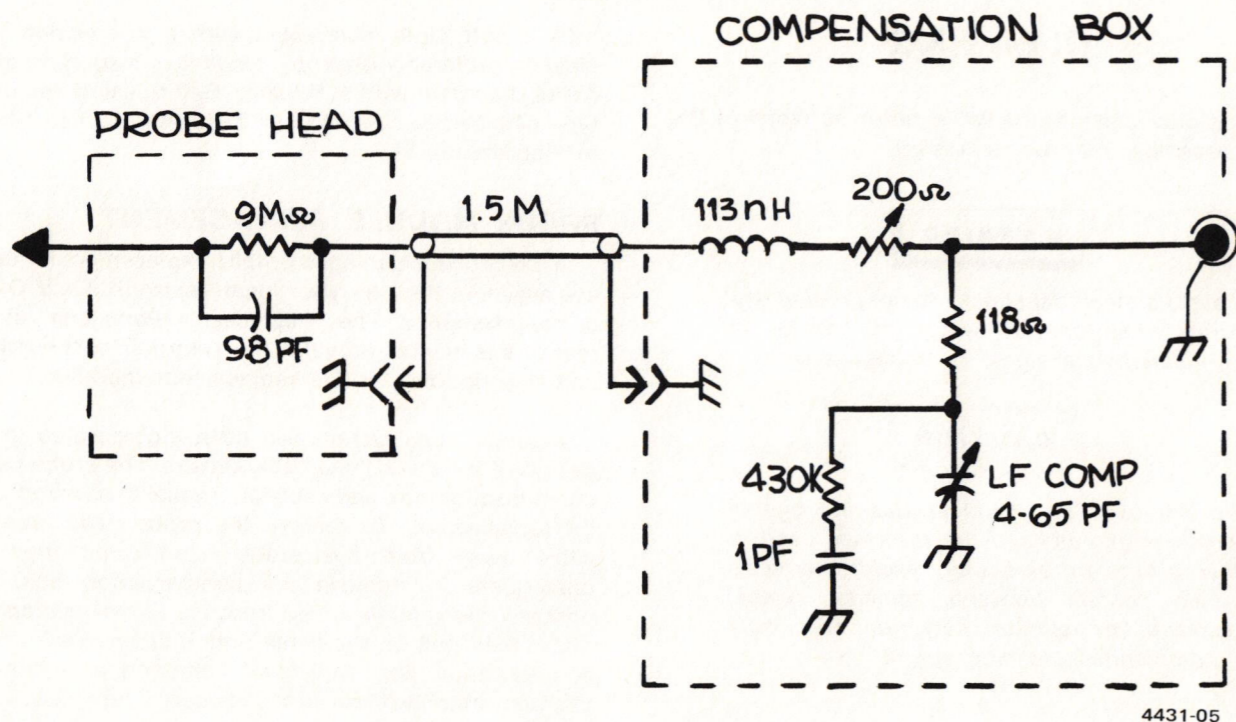 COMPENSATION BOX
PROBE HEAD
9MΩ
98PF
1.5M
113nH
200Ω
118Ω
430K
1PF
LF COMP
4-65 PF
4431-05